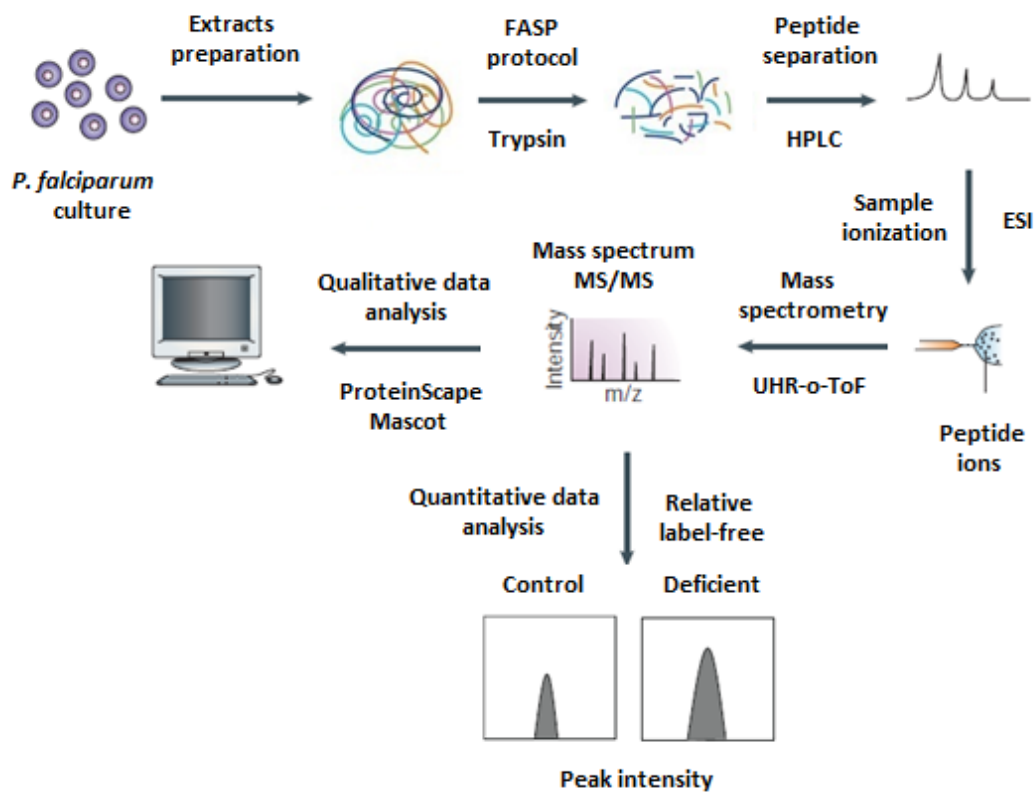 Extracts
preparation
FASP
protocol
Trypsin
Peptide
separation
HPLC
P. falciparum
culture
Sample
ionization
ESI
Peptide
ions
Mass
spectrometry
UHR-o-ToF
Mass spectrum
MS/MS
Intensity
m/z
Qualitative data
analysis
ProteinScape
Mascot
Quantitative data
analysis
Relative
label-free
Control
Deficient
Peak intensity